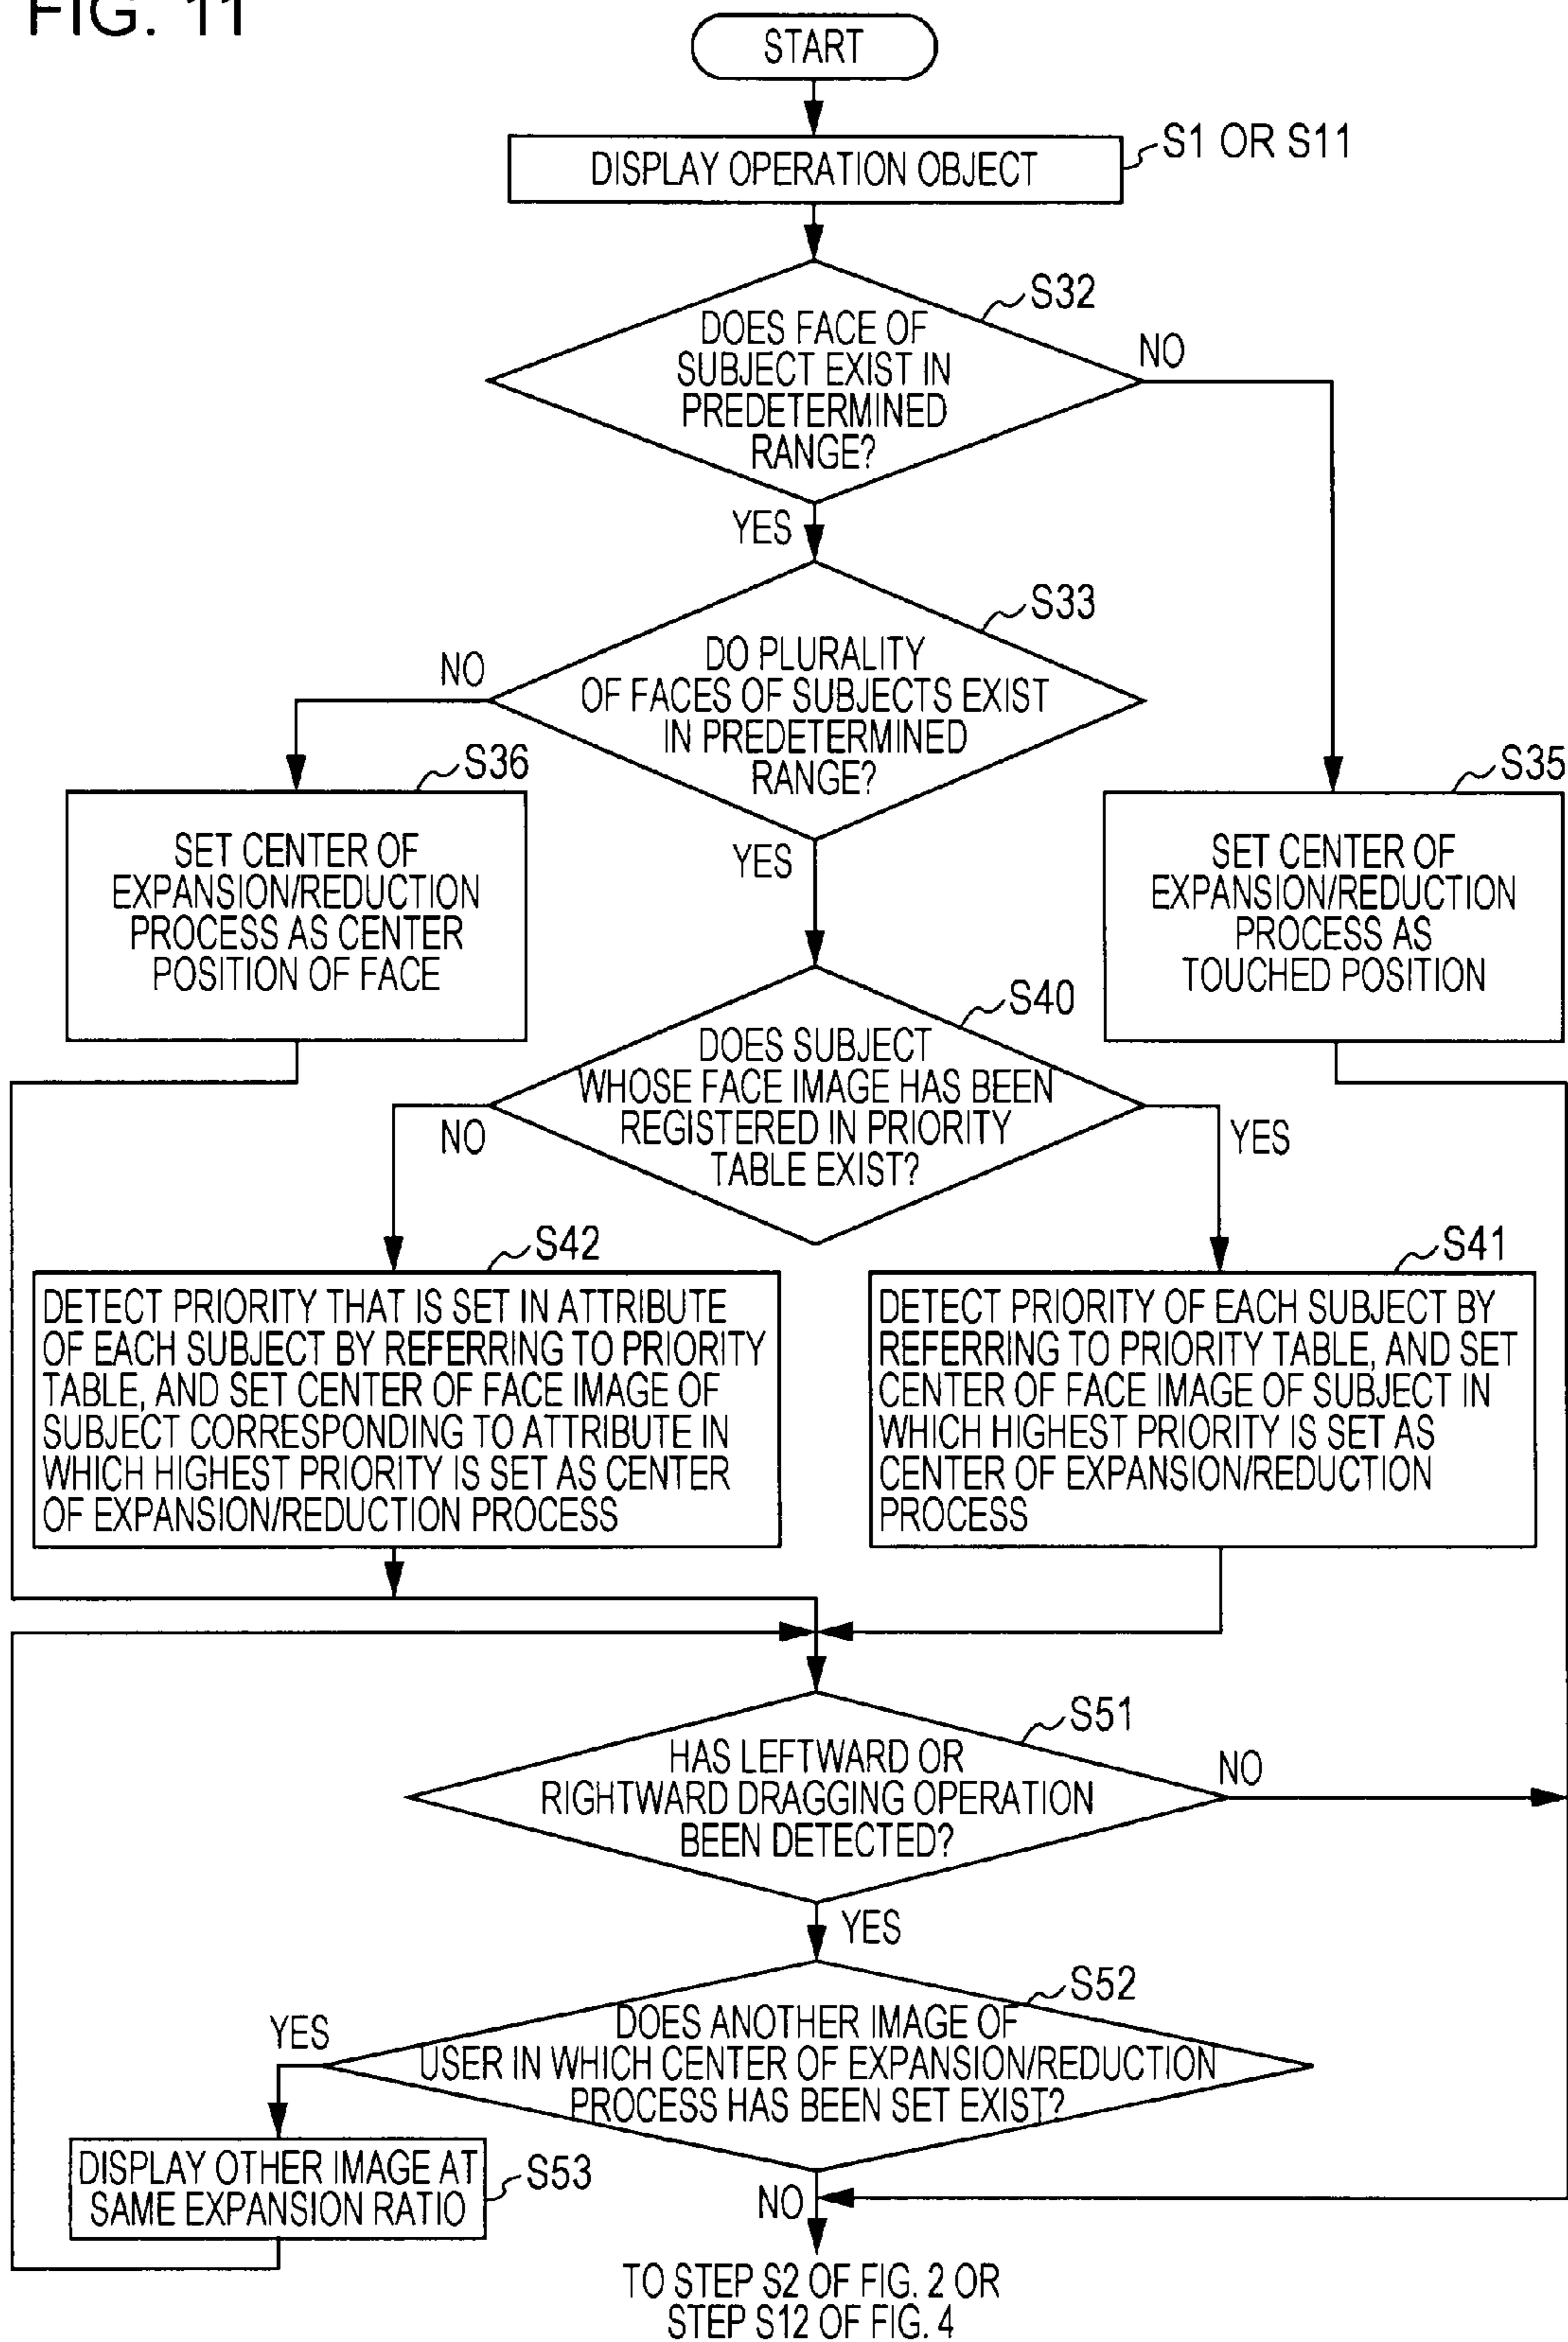 FIG. 11
START
DISPLAY OPERATION OBJECT
S1 OR S11
S32
DOES FACE OF
SUBJECT EXIST IN
PREDETERMINED
RANGE?
NO
YES
S33
DO PLURALITY
OF FACES OF SUBJECTS EXIST
IN PREDETERMINED
RANGE?
NO
YES
S36
SET CENTER OF
EXPANSION/REDUCTION
PROCESS AS CENTER
POSITION OF FACE
S35
SET CENTER OF
EXPANSION/REDUCTION
PROCESS AS
TOUCHED POSITION
S40
DOES SUBJECT
WHOSE FACE IMAGE HAS BEEN
REGISTERED IN PRIORITY
TABLE EXIST?
NO
YES
S42
DETECT PRIORITY THAT IS SET IN ATTRIBUTE
OF EACH SUBJECT BY REFERRING TO PRIORITY
TABLE, AND SET CENTER OF FACE IMAGE OF
SUBJECT CORRESPONDING TO ATTRIBUTE IN
WHICH HIGHEST PRIORITY IS SET AS CENTER
OF EXPANSION/REDUCTION PROCESS
S41
DETECT PRIORITY OF EACH SUBJECT BY
REFERRING TO PRIORITY TABLE, AND SET
CENTER OF FACE IMAGE OF SUBJECT IN
WHICH HIGHEST PRIORITY IS SET AS
CENTER OF EXPANSION/REDUCTION
PROCESS
S51
HAS LEFTWARD OR
RIGHTWARD DRAGGING OPERATION
BEEN DETECTED?
NO
YES
S52
DOES ANOTHER IMAGE OF
USER IN WHICH CENTER OF EXPANSION/REDUCTION
PROCESS HAS BEEN SET EXIST?
YES
NO
DISPLAY OTHER IMAGE AT
SAME EXPANSION RATIO
S53
TO STEP S2 OF FIG. 2 OR
STEP S12 OF FIG. 4